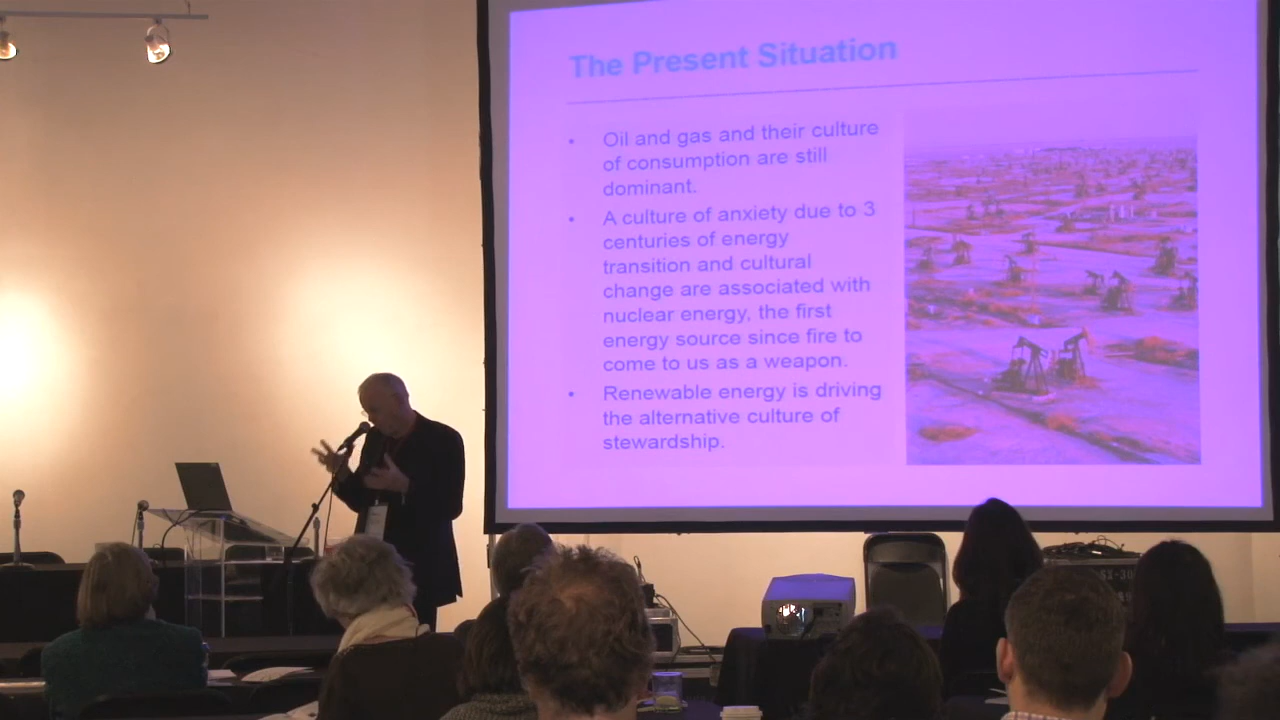 The Present Situation
• Oil and gas and their culture
of consumption are still
dominant.
• A culture of anxiety due to 3
centuries of energy
transition and cultural
change are associated with
nuclear energy, the first
energy source since fire to
come to us as a weapon.
• Renewable energy is driving
the alternative culture of
stewardship.